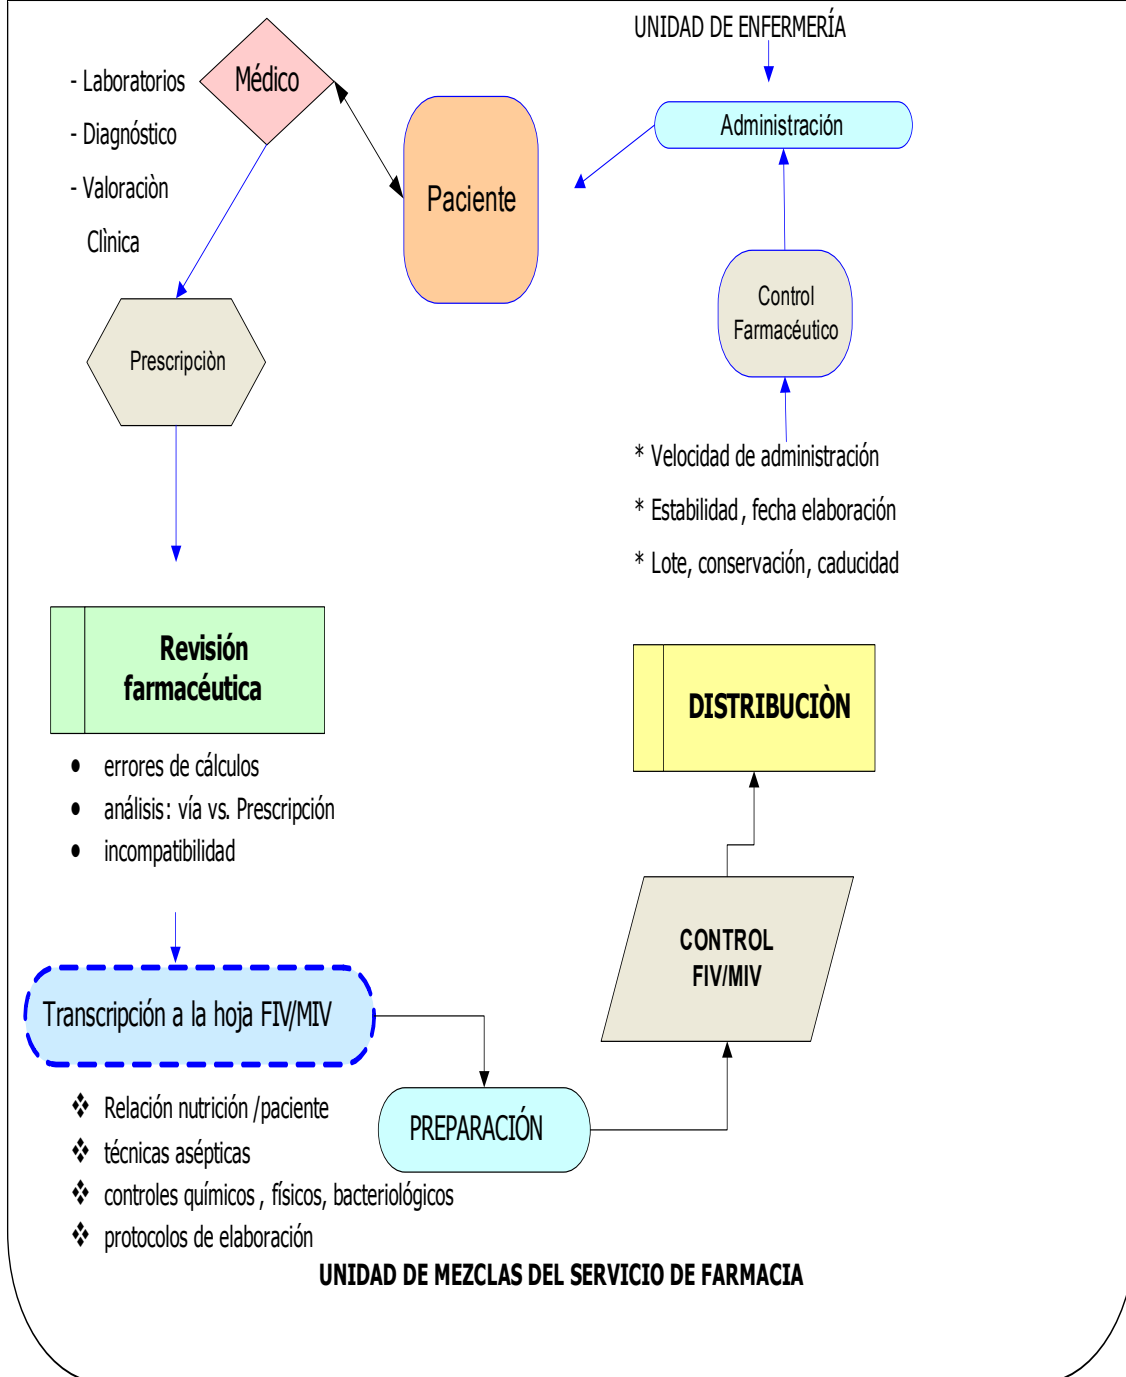 UNIDAD DE ENFERMERÍA
- Laboratorios
- Diagnóstico
- Valoraciòn
Clìnica
Médico
Paciente
Administración
Control
Farmacéutico
Prescripciòn
* Velocidad de administración
* Estabilidad , fecha elaboración
* Lote, conservación, caducidad
Revisión
farmacéutica
• errores de cálculos
• análisis: vía vs. Prescripción
• incompatibilidad
DISTRIBUCIÒN
CONTROL
FIV/MIV
Transcripción a la hoja FIV/MIV
PREPARACIÓN
❖ Relación nutrición /paciente
❖ técnicas asépticas
❖ controles químicos , físicos, bacteriológicos
❖ protocolos de elaboración
UNIDAD DE MEZCLAS DEL SERVICIO DE FARMACIA